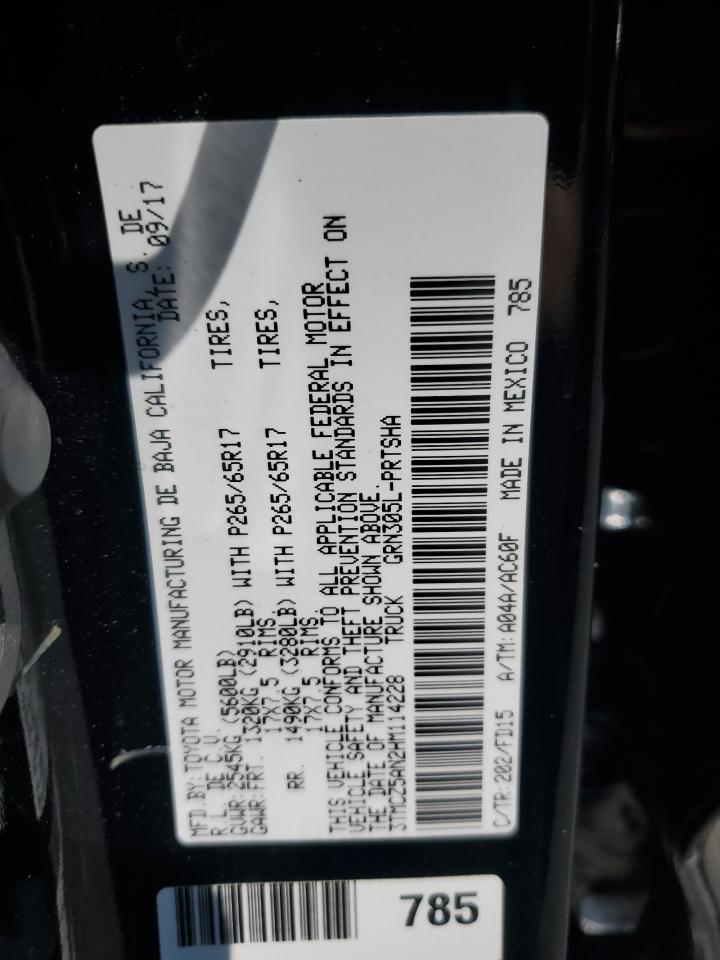 MFD.BY:TOYOTA MOTOR MANUFACTURING DE BAJA CALIFORNIA, S. DE
R.L. DE C.V. DATE: 09/17
GVWR:2545KG (5600LB)
GAWR:FRT. 1320KG (2910LB) WITH P265/65R17 TIRES,
17X7.5 RIMS.
RR. 1490KG (3280LB) WITH P265/65R17 TIRES,
17X7.5 RIMS.
THIS VEHICLE CONFORMS TO ALL APPLICABLE FEDERAL MOTOR
VEHICLE SAFETY AND THEFT PREVENTION STANDARDS IN EFFECT ON
THE DATE OF MANUFACTURE SHOWN ABOVE.
3TMCZ5AN2HM114228 TRUCK GRN305L-PRTSHA
C/TR:202/FD15 A/TM:A04A/AC60F MADE IN MEXICO 785
785